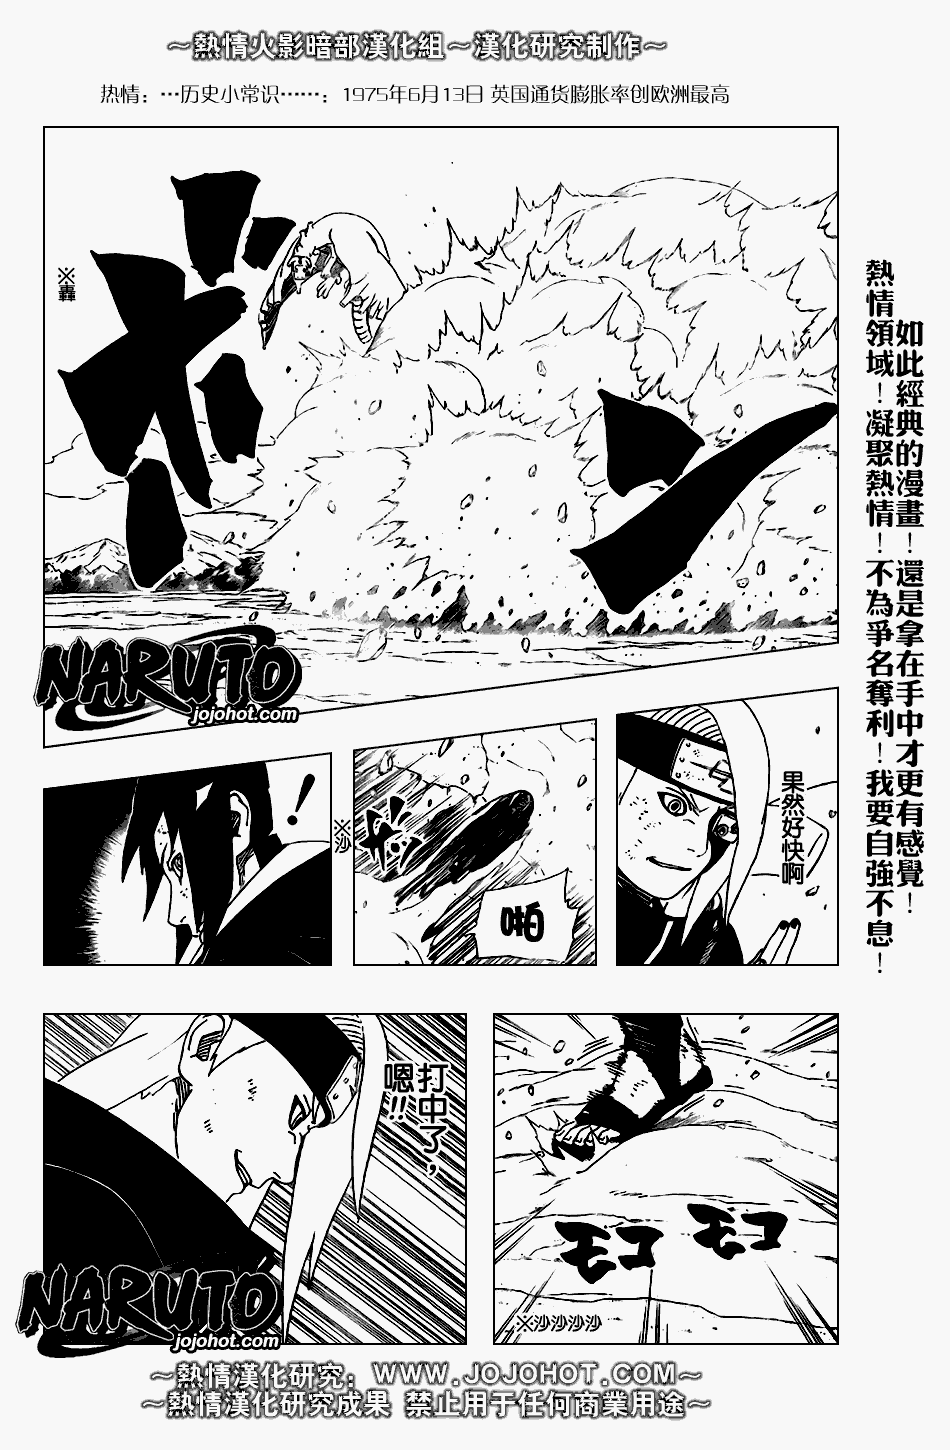 ～熱情火影暗部漢化組～漢化研究制作～
热情：…历史小常识……：1975年6月13日 英国通货膨胀率创欧洲最高
ボン
※轟
如此經典的漫畫！還是拿在手中才更有感覺！
熱情領域！凝聚熱情！不為爭名奪利！我要自強不息！
NARUTO
jojohot.com
果然好快啊
※沙
啪
！
打中了，
嗯!!
モコ モコ
※沙沙沙沙
NARUTO
jojohot.com
～熱情漢化研究：WWW.JOJOHOT.COM～
～熱情漢化研究成果 禁止用于任何商業用途～